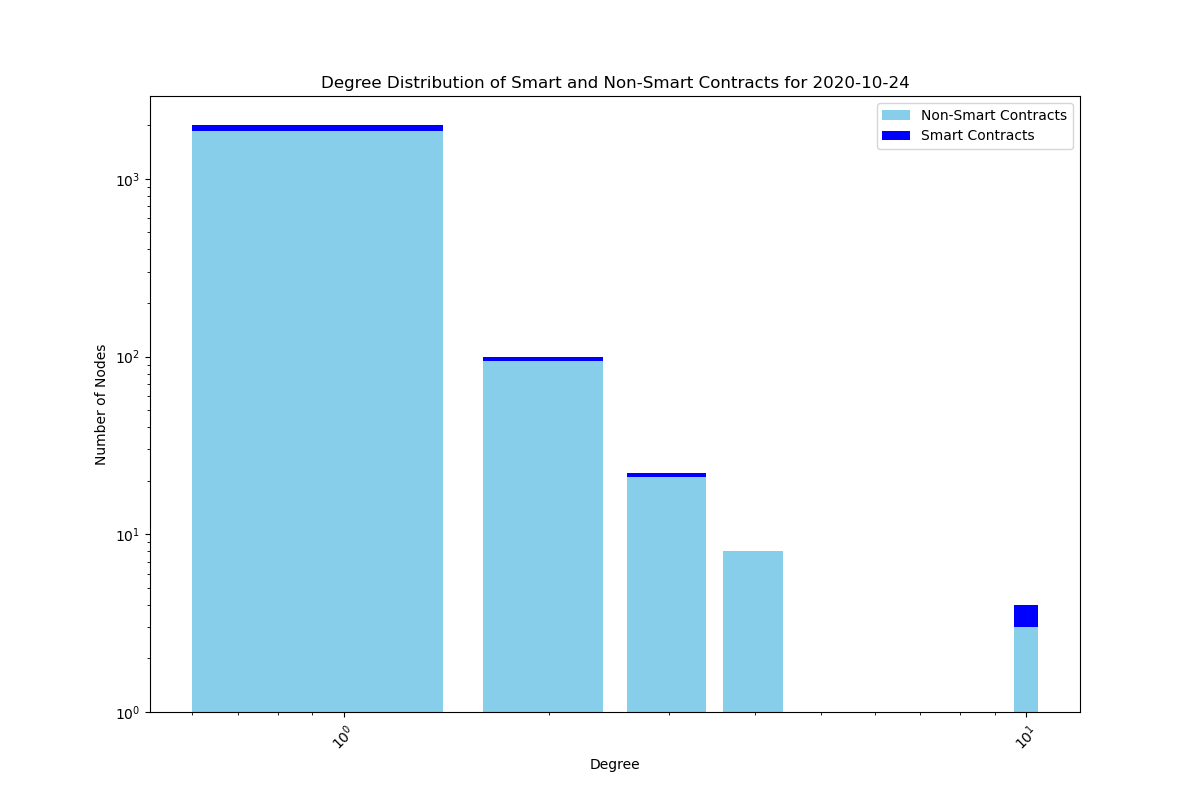 Degree Distribution of Smart and Non-Smart Contracts for 2020-10-24
Non-Smart Contracts
Smart Contracts
Number of Nodes
10³
10²
10¹
10⁰
10⁰
10¹
Degree